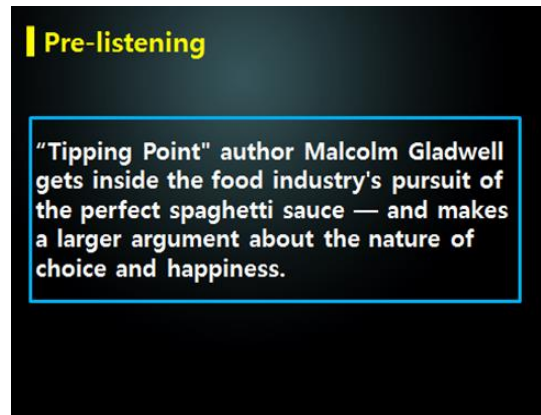 Pre-listening
“Tipping Point" author Malcolm Gladwell
gets inside the food industry's pursuit of
the perfect spaghetti sauce — and makes
a larger argument about the nature of
choice and happiness.